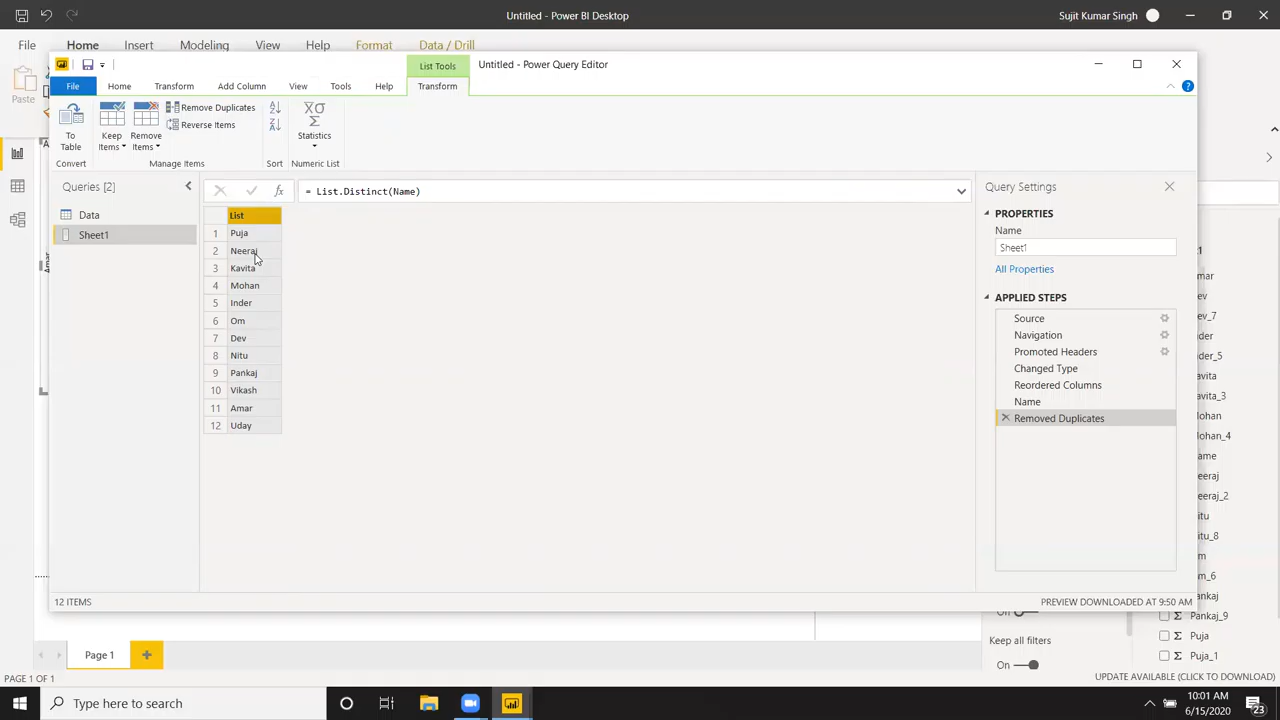 Untitled - Power BI Desktop
Sujit Kumar Singh
File Home Insert Modeling View Help Format Data / Drill
Paste
List Tools
Untitled - Power Query Editor
File Home Transform Add Column View Tools Help Transform
To Table
Keep Items
Remove Items
Remove Duplicates
Reverse Items
Statistics
Convert
Manage Items
Sort
Numeric List
Queries [2]
Data
Sheet1
= List.Distinct(Name)
List
1 Puja
2 Neeraj
3 Kavita
4 Mohan
5 Inder
6 Om
7 Dev
8 Nitu
9 Pankaj
10 Vikash
11 Amar
12 Uday
Query Settings
PROPERTIES
Name
Sheet1
All Properties
APPLIED STEPS
Source
Navigation
Promoted Headers
Changed Type
Reordered Columns
Name
Removed Duplicates
12 ITEMS
PREVIEW DOWNLOADED AT 9:50 AM
Pankaj_9
Puja
Puja_1
Keep all filters
On
Page 1
PAGE 1 OF 1
UPDATE AVAILABLE (CLICK TO DOWNLOAD)
Type here to search
10:01 AM
6/15/2020
23